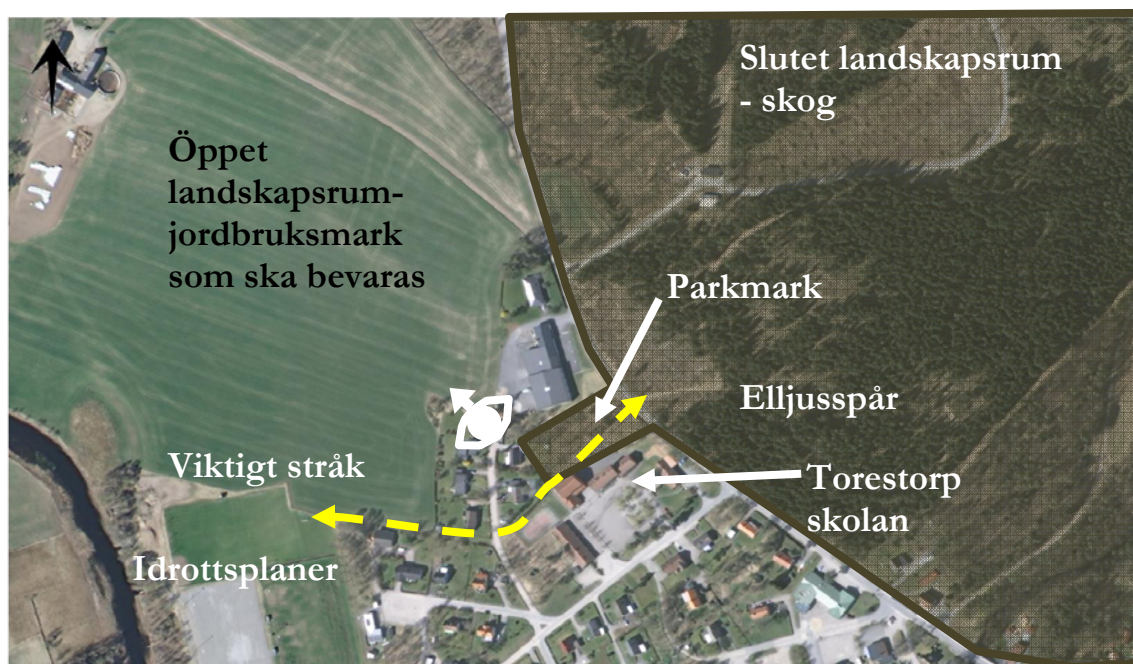 Slutet landskapsrum
- skog
Öppet
landskapsrum-
jordbruksmark
som ska bevaras
Parkmark
Elljusspår
Viktigt stråk
Torestorp
skolan
Idrottsplaner